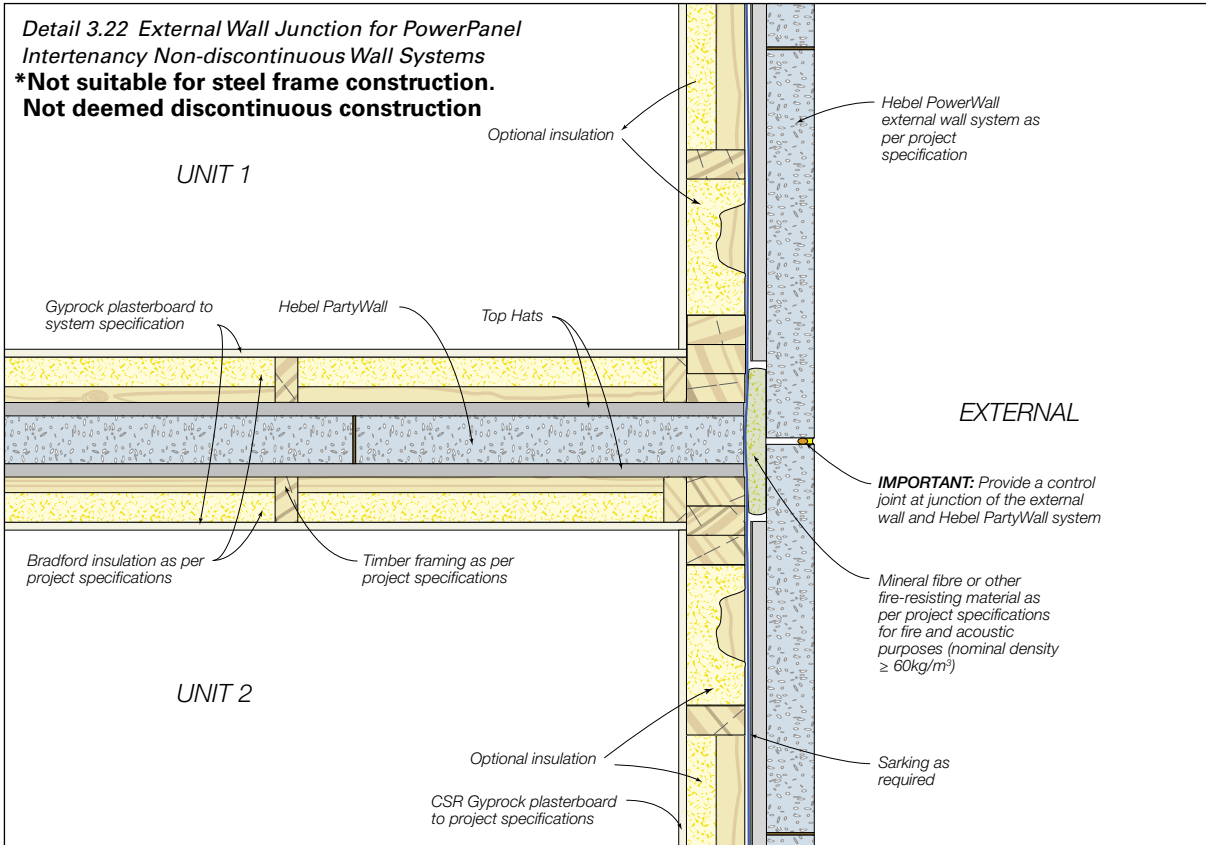 Detail 3.22 External Wall Junction for PowerPanel
Intertenancy Non-discontinuous Wall Systems
*Not suitable for steel frame construction.
Not deemed discontinuous construction
Optional insulation
Hebel PowerWall
external wall system as
per project
specification
UNIT 1
Gyprock plasterboard to
system specification
Hebel PartyWall
Top Hats
EXTERNAL
IMPORTANT: Provide a control
joint at junction of the external
wall and Hebel PartyWall system
Bradford insulation as per
project specifications
Timber framing as per
project specifications
Mineral fibre or other
fire-resisting material as
per project specifications
for fire and acoustic
purposes (nominal density
≥ 60kg/m³)
UNIT 2
Optional insulation
Sarking as
required
CSR Gyprock plasterboard
to project specifications